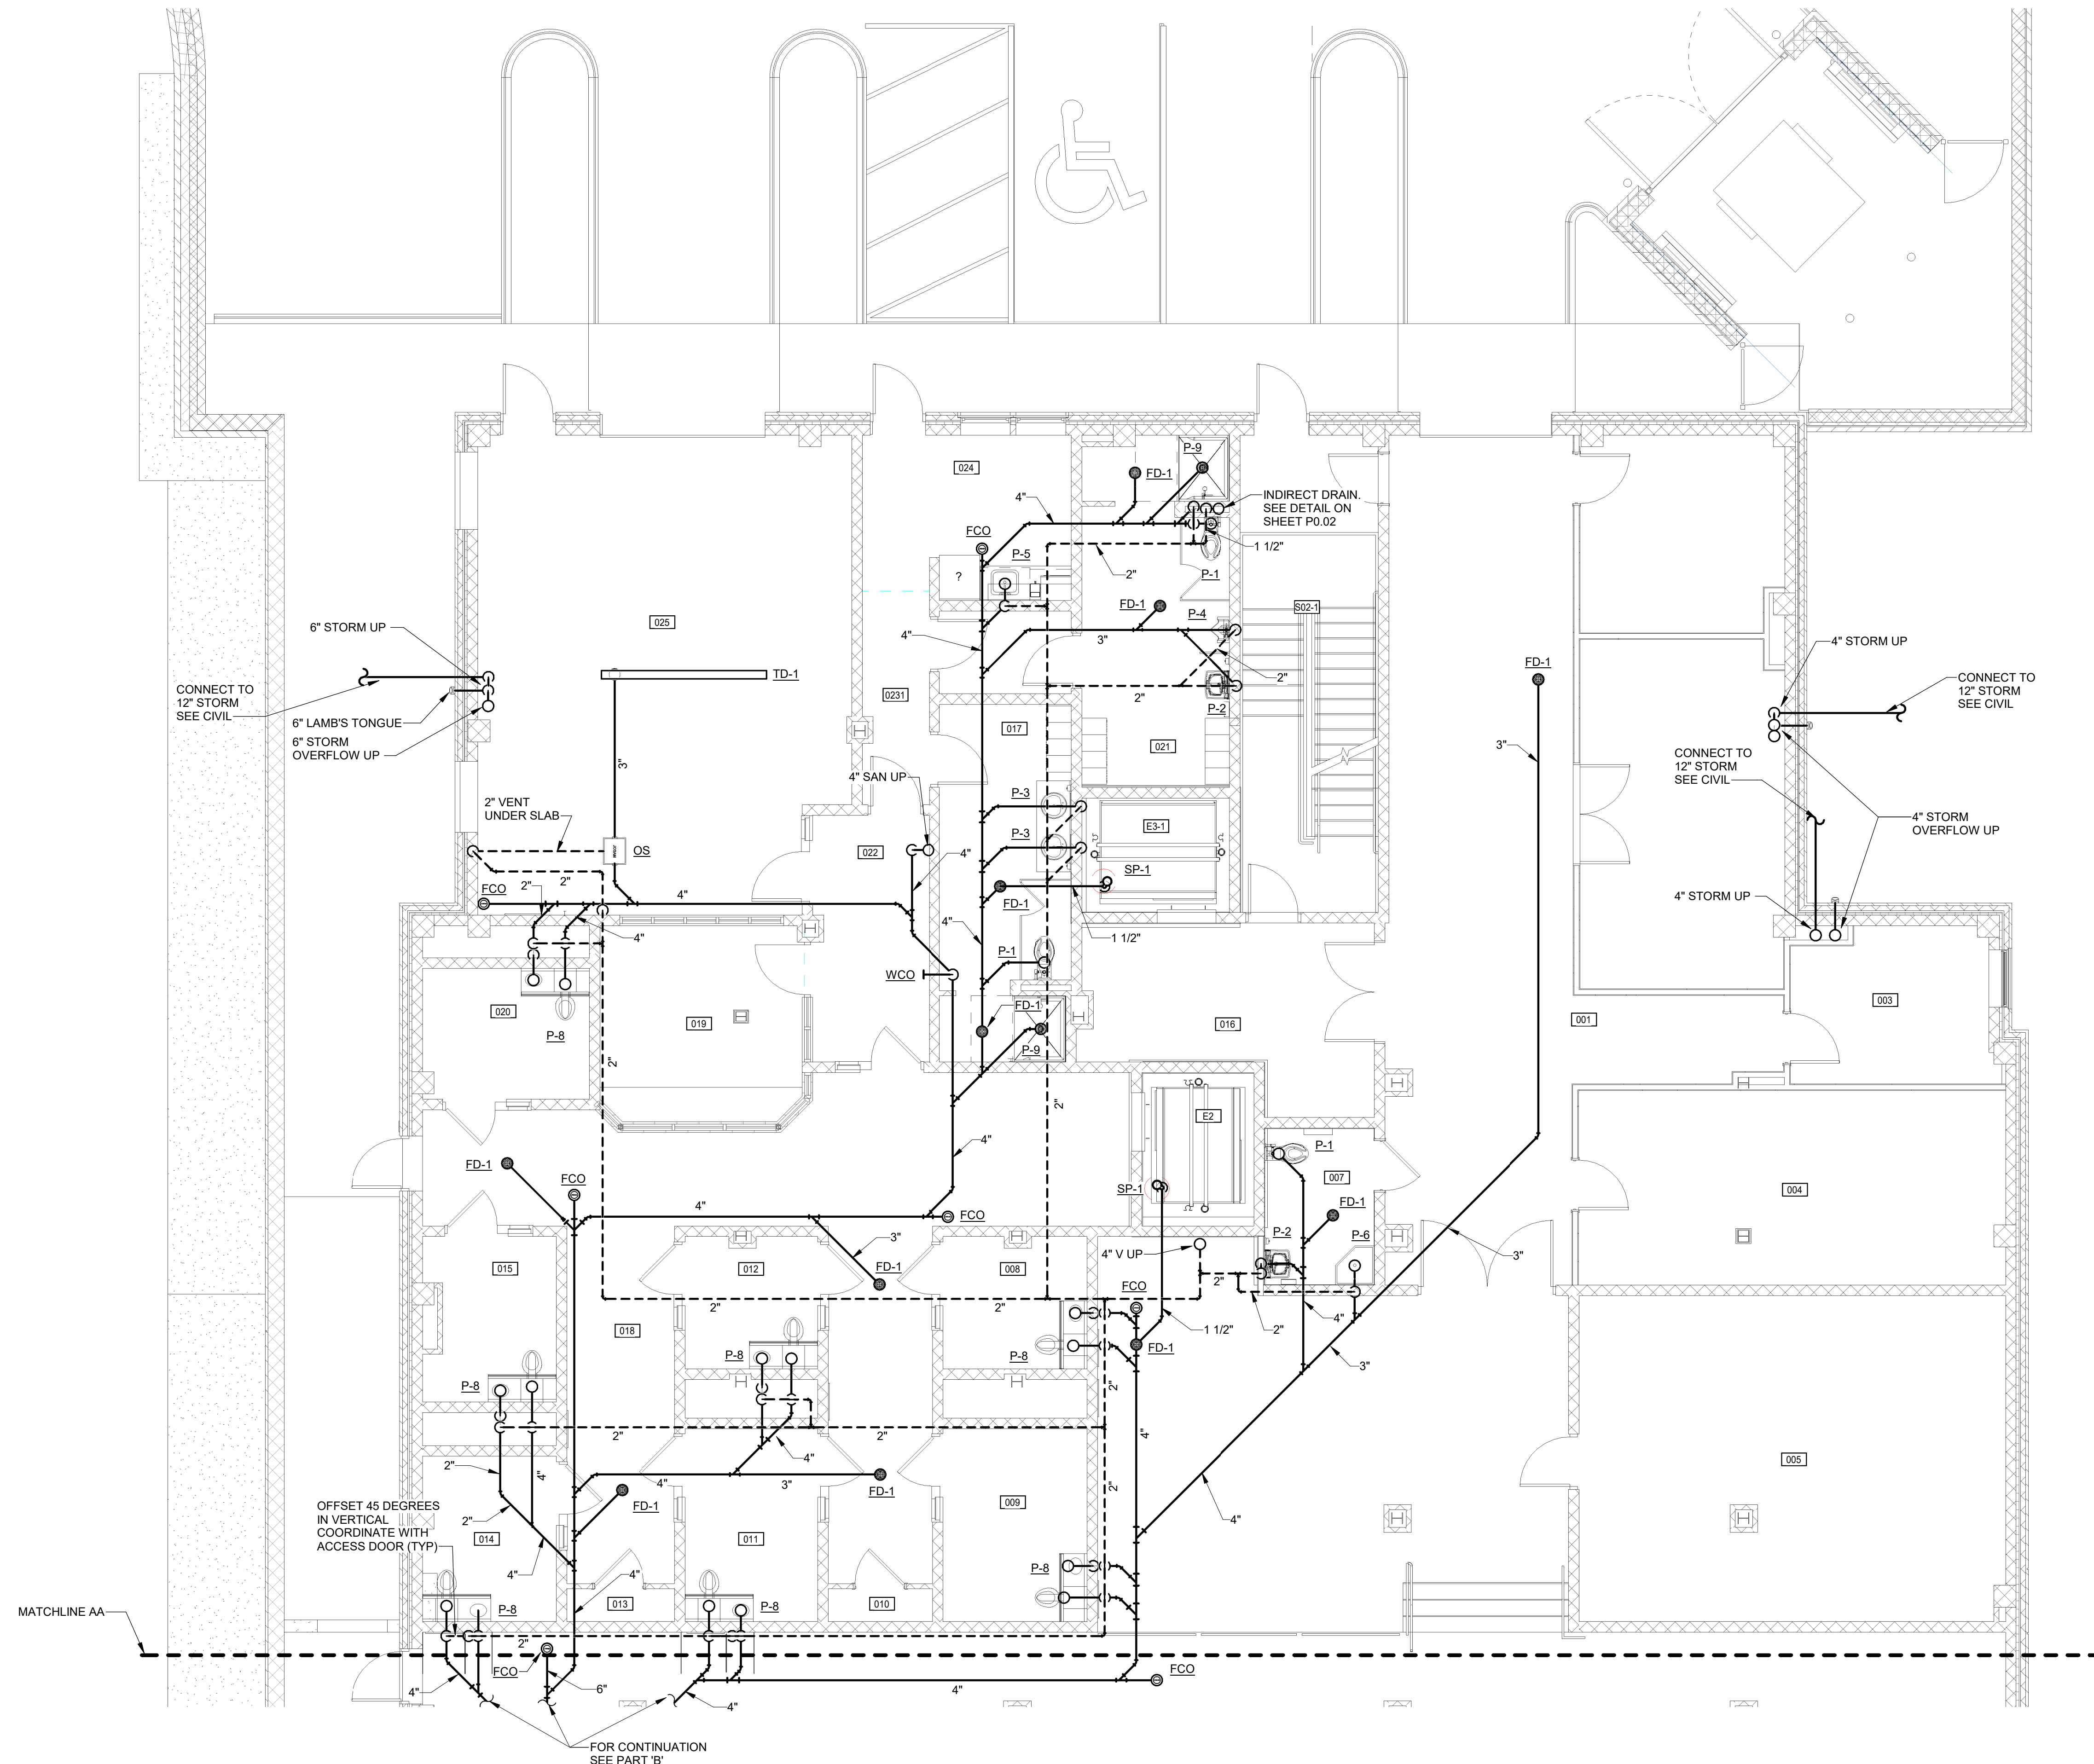 P-9
024
FD-1
INDIRECT DRAIN.
SEE DETAIL ON
SHEET P0.02
4"
FCO
1 1/2"
P-5
?
2"
P-1
FD-1
P-4
S02-1
025
6" STORM UP
4"
3"
4" STORM UP
FD-1
TD-1
2"
CONNECT TO
12" STORM
SEE CIVIL
CONNECT TO
12" STORM
SEE CIVIL
0231
2"
P-2
6" LAMB'S TONGUE
6" STORM
OVERFLOW UP
017
021
3"
CONNECT TO
12" STORM
SEE CIVIL
3"
4" SAN UP
P-3
2" VENT
UNDER SLAB
E3-1
4" STORM
OVERFLOW UP
P-3
OS
022
4"
SP-1
2"
2"
FCO
4"
FD-1
4" STORM UP
4"
4"
1 1/2"
P-1
WCO
020
019
FD-1
016
001
003
P-8
P-9
2"
2"
E2
4"
P-1
FD-1
007
004
FCO
SP-1
4"
FCO
FD-1
P-2
P-6
3"
4" V UP
3"
015
012
008
FD-1
2"
FCO
2"
2"
4"
018
1 1/2"
2"
FD-1
P-8
P-8
3"
P-8
2"
2"
2"
4"
4"
2"
4"
4"
3"
005
2"
FD-1
FD-1
009
OFFSET 45 DEGREES
IN VERTICAL
COORDINATE WITH
ACCESS DOOR (TYP)
2"
4"
014
011
4"
4"
P-8
013
010
MATCHLINE AA
P-8
P-8
2"
FCO
FCO
4"
6"
4"
4"
FOR CONTINUATION
SEE PART 'B'